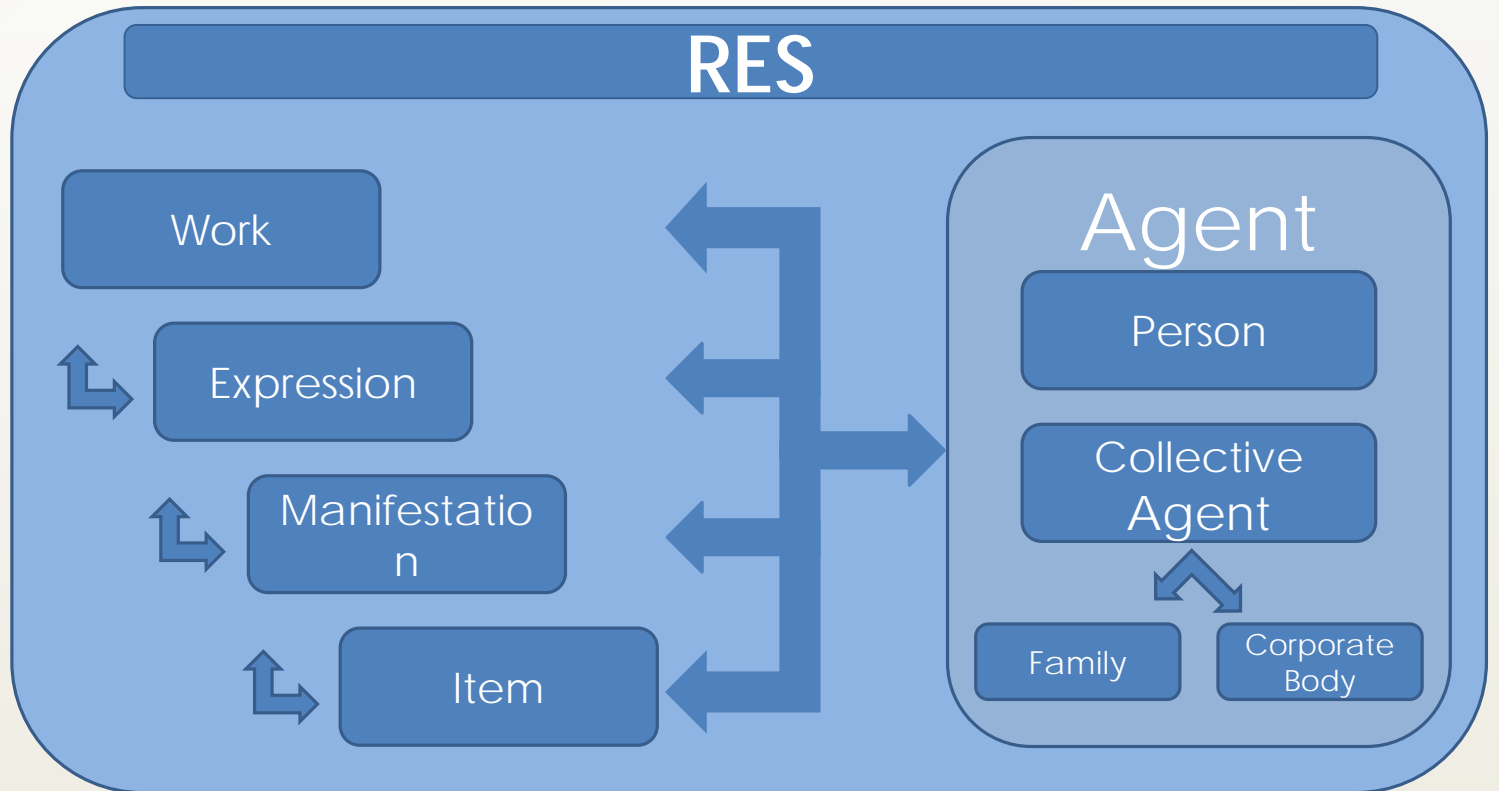 RES
Work
Expression
Manifestatio
n
Item
Agent
Person
Collective
Agent
Family
Corporate
Body